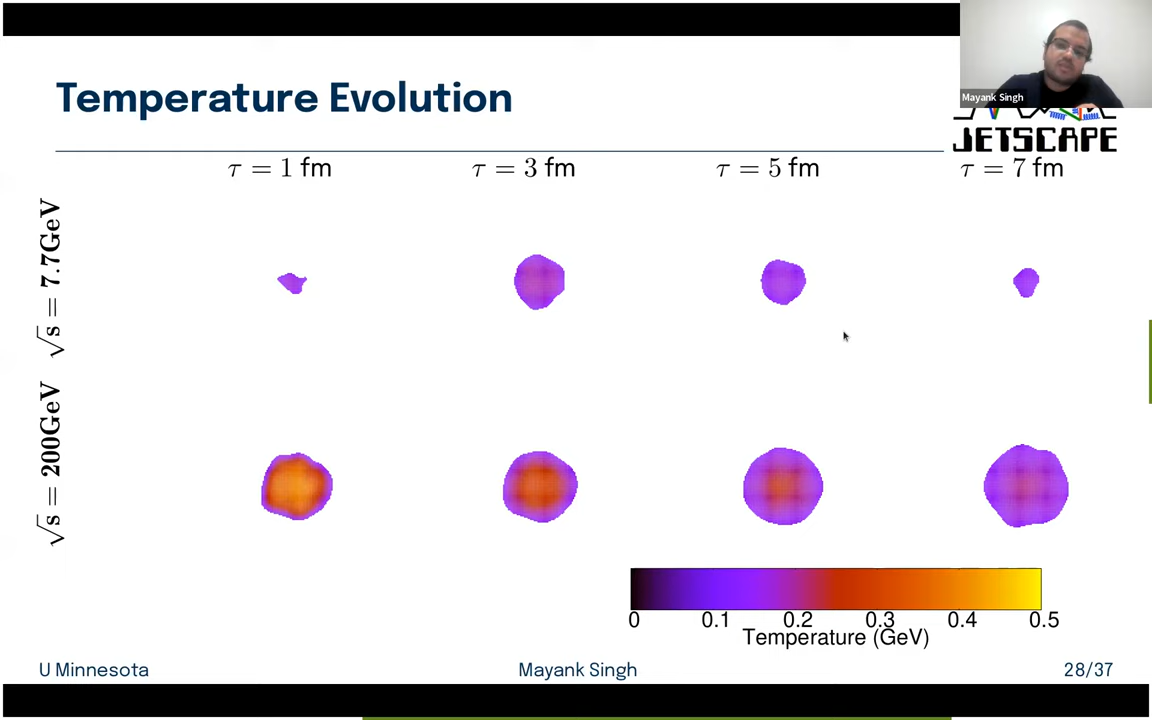 Temperature Evolution
Mayank Singh
JETSCAPE
τ = 1 fm
τ = 3 fm
τ = 5 fm
τ = 7 fm
√s = 7.7GeV
√s = 200GeV
0 0.1 0.2 0.3 0.4 0.5
Temperature (GeV)
U Minnesota
Mayank Singh
28/37